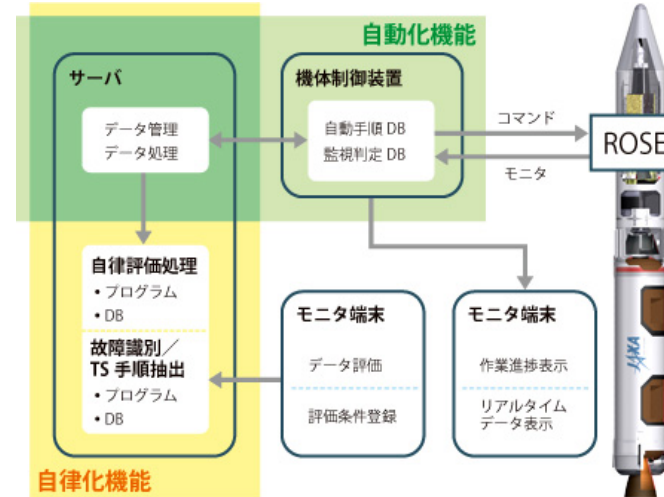 自動化機能
サーバ
データ管理
データ処理
機体制御装置
自動手順 DB
監視判定 DB
コマンド
モニタ
ROSE
自律評価処理
• プログラム
• DB
故障識別／
TS 手順抽出
• プログラム
• DB
モニタ端末
データ評価
評価条件登録
モニタ端末
作業進捗表示
リアルタイム
データ表示
JAXA
自律化機能